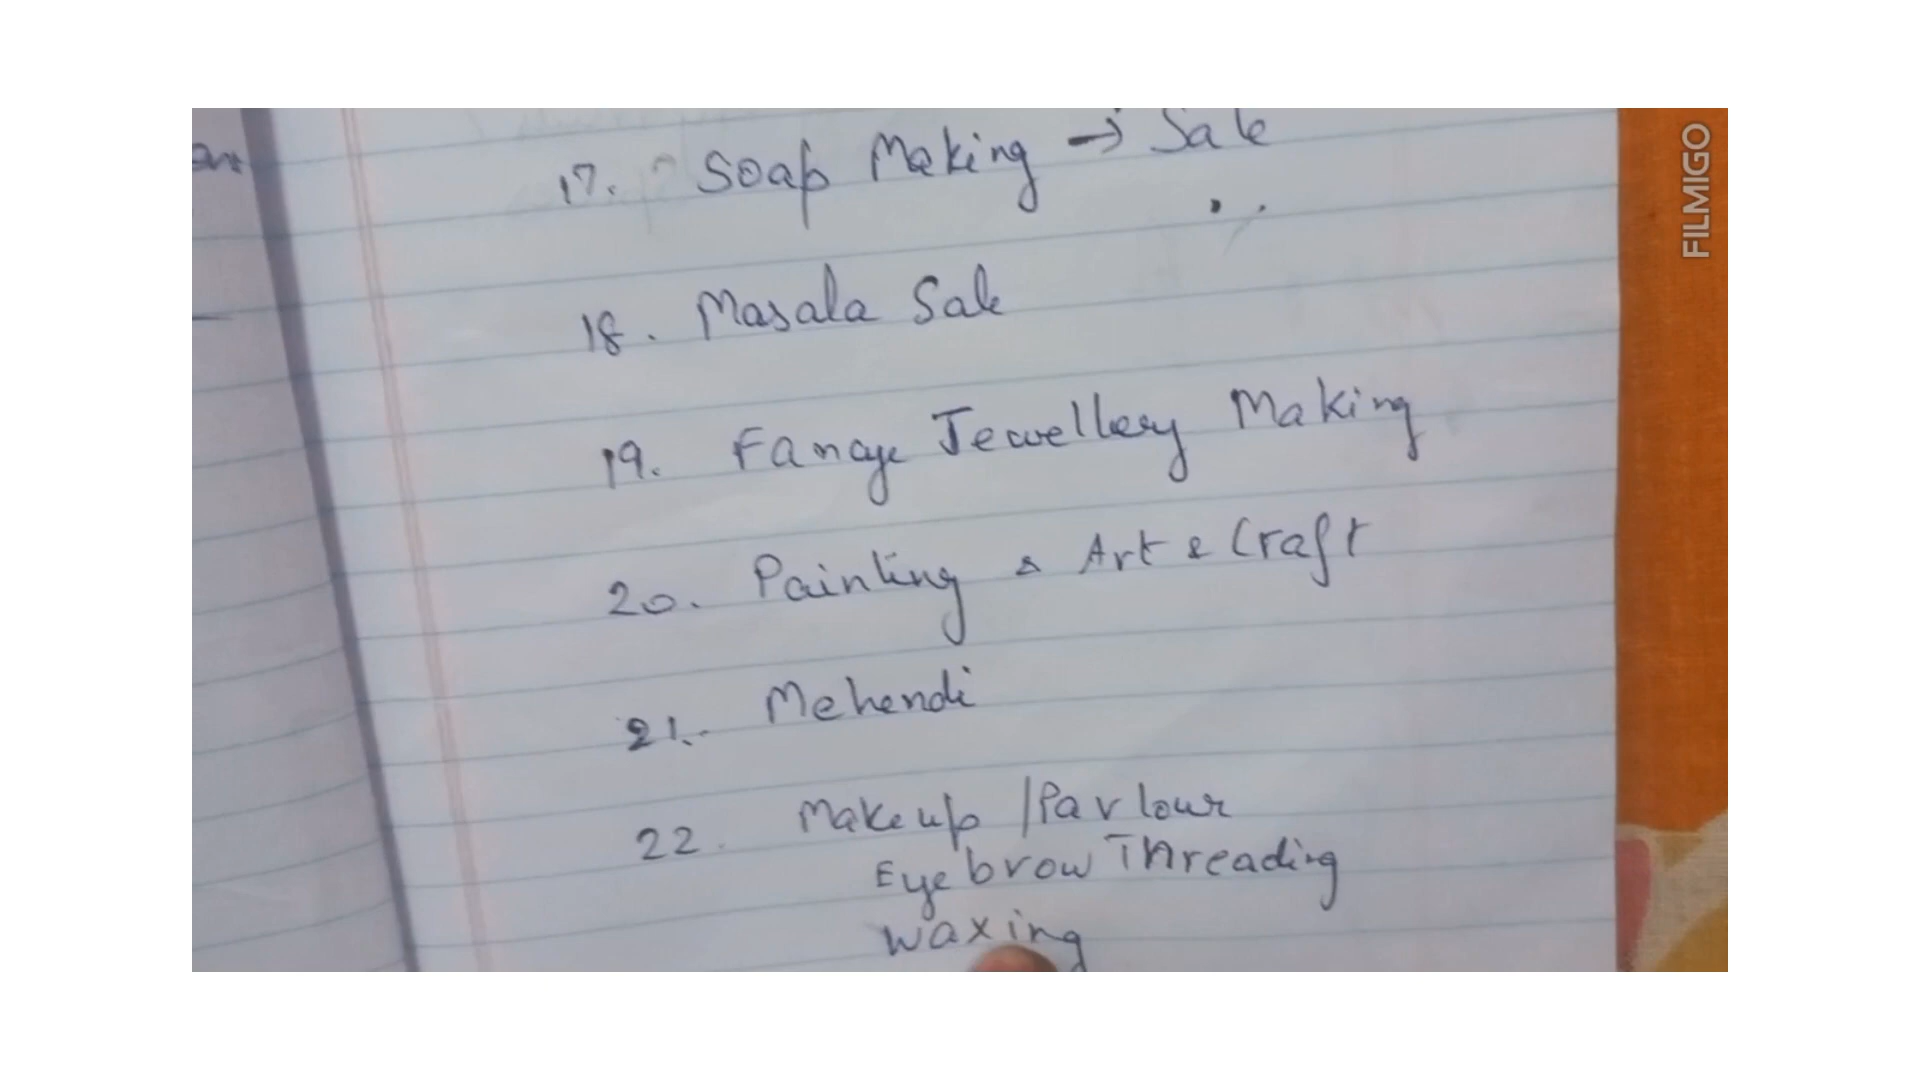 17. Soap Making → Sale
18. Masala Sale
19. Fancye Jewellery Making
20. Painting & Art & Craft
21. Mehendi
22. Makeup /Parlour
Eyebrow Threading
Waxing
FILMIGO